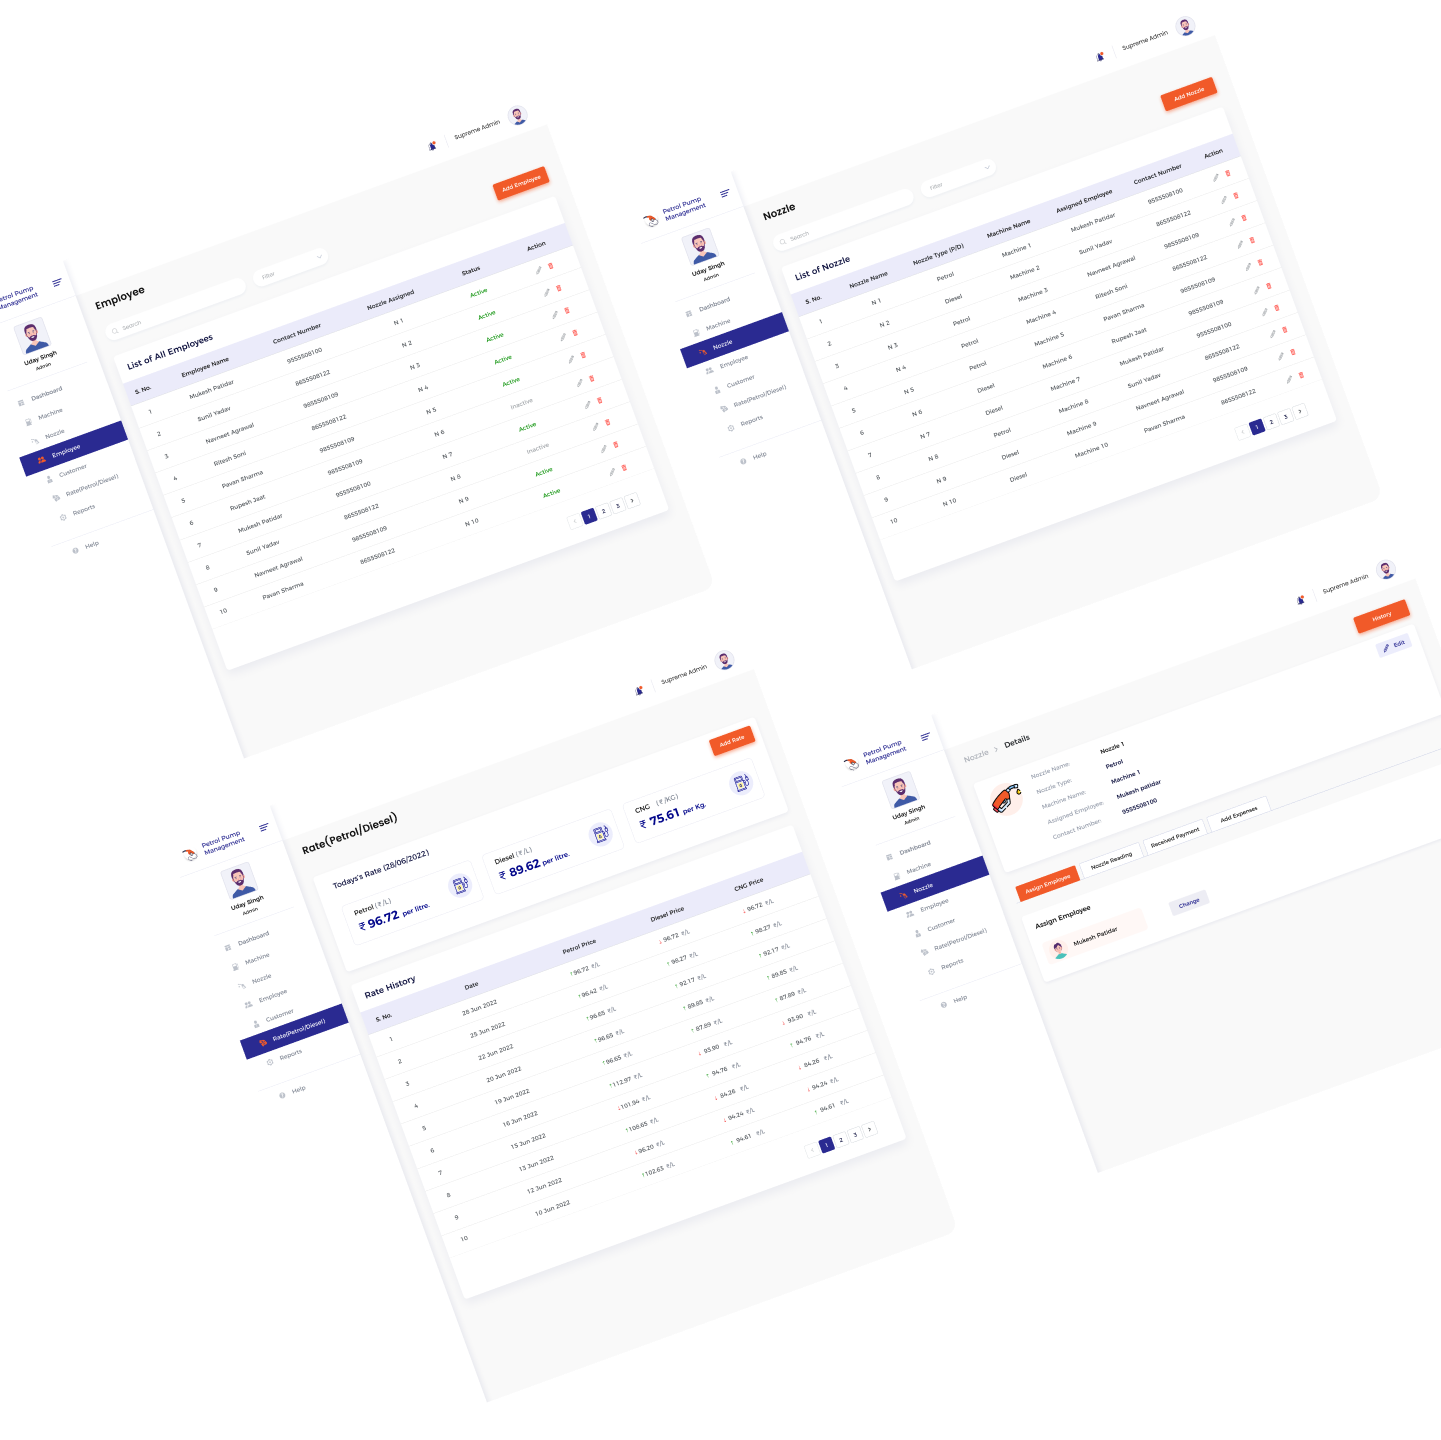 Supreme Admin
Add Employee
Petrol Pump
Management
Uday Singh
Admin
Dashboard
Machine
Nozzle
Employee
Customer
Rate(Petrol/Diesel)
Reports
Help
Employee
Search
Filter
List of All Employees
S. No. Employee Name Contact Number Nozzle Assigned Status Action
1 Mukesh Patidar 9555508100 N 1 Active
2 Sunil Yadav 8655508122 N 2 Active
3 Navneet Agrawal 9855508109 N 3 Active
4 Ritesh Soni 8655508122 N 4 Active
5 Pavan Sharma 9855508109 N 5 Active
6 Rupesh Jaat 9855508109 N 6 Inactive
7 Mukesh Patidar 9555508100 N 7 Active
8 Sunil Yadav 8655508122 N 8 Inactive
9 Navneet Agrawal 9855508109 N 9 Active
10 Pavan Sharma 8655508122 N 10 Active
1 2 3
Supreme Admin
Add Nozzle
Petrol Pump
Management
Uday Singh
Admin
Dashboard
Machine
Nozzle
Employee
Customer
Rate(Petrol/Diesel)
Reports
Help
Nozzle
Search
Filter
List of Nozzle
S. No. Nozzle Name Nozzle Type (P/D) Machine Name Assigned Employee Contact Number Action
1 N 1 Petrol Machine 1 Mukesh Patidar 9555508100
2 N 2 Diesel Machine 2 Sunil Yadav 8655508122
3 N 3 Petrol Machine 3 Navneet Agrawal 9855508109
4 N 4 Petrol Machine 4 Ritesh Soni 8655508122
5 N 5 Petrol Machine 5 Pavan Sharma 9855508109
6 N 6 Diesel Machine 6 Rupesh Jaat 9855508109
7 N 7 Diesel Machine 7 Mukesh Patidar 9555508100
8 N 8 Petrol Machine 8 Sunil Yadav 8655508122
9 N 9 Diesel Machine 9 Navneet Agrawal 9855508109
10 N 10 Diesel Machine 10 Pavan Sharma 8655508122
1 2 3
Supreme Admin
Add Rate
Petrol Pump
Management
Uday Singh
Admin
Dashboard
Machine
Nozzle
Employee
Customer
Rate(Petrol/Diesel)
Reports
Help
Rate(Petrol/Diesel)
Todays's Rate (28/06/2022)
Petrol (₹/L)
₹ 96.72 per litre.
Diesel (₹/L)
₹ 89.62 per litre.
CNG (₹/KG)
₹ 75.61 per Kg.
Rate History
S. No. Date Petrol Price Diesel Price CNG Price
1 28 Jun 2022 ↑96.72 ₹/L ↓ 96.72 ₹/L ↓ 96.72 ₹/L
2 25 Jun 2022 ↑96.42 ₹/L ↑ 96.27 ₹/L ↑ 96.27 ₹/L
3 22 Jun 2022 ↑96.65 ₹/L ↑ 92.17 ₹/L ↑ 92.17 ₹/L
4 20 Jun 2022 ↑96.65 ₹/L ↑ 89.85 ₹/L ↑ 89.85 ₹/L
5 19 Jun 2022 ↑96.65 ₹/L ↑ 87.89 ₹/L ↑ 87.89 ₹/L
6 16 Jun 2022 ↑112.97 ₹/L ↓ 93.90 ₹/L ↓ 93.90 ₹/L
7 15 Jun 2022 ↓101.94 ₹/L ↑ 94.76 ₹/L ↑ 94.76 ₹/L
8 13 Jun 2022 ↑106.65 ₹/L ↓ 84.26 ₹/L ↓ 84.26 ₹/L
9 12 Jun 2022 ↓96.20 ₹/L ↓ 94.24 ₹/L ↓ 94.24 ₹/L
10 10 Jun 2022 ↑102.63 ₹/L ↑ 94.61 ₹/L ↑ 94.61 ₹/L
1 2 3
Supreme Admin
History
Edit
Petrol Pump
Management
Uday Singh
Admin
Dashboard
Machine
Nozzle
Employee
Customer
Rate(Petrol/Diesel)
Reports
Help
Nozzle > Details
Nozzle Name: Nozzle 1
Nozzle Type: Petrol
Machine Name: Machine 1
Assigned Employee: Mukesh patidar
Contact Number: 9555508100
Assign Employee Nozzle Reading Received Payment Add Expenses
Assign Employee
Mukesh Patidar
Change